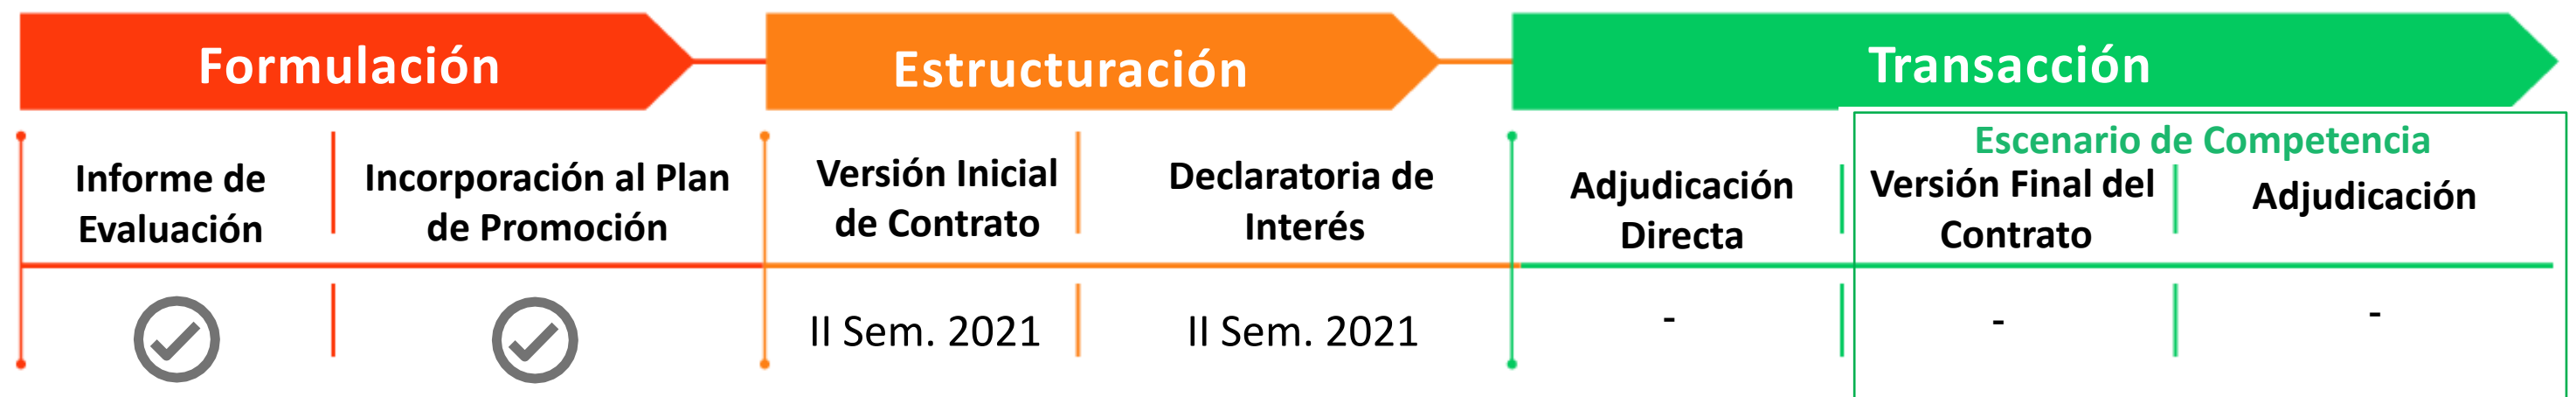 Formulación
Estructuración
Transacción
Escenario de Competencia
Informe de
Evaluación
Incorporación al Plan
de Promoción
Versión Inicial
de Contrato
Declaratoria de
Interés
Adjudicación
Directa
Versión Final del
Contrato
Adjudicación
II Sem. 2021
II Sem. 2021
-
-
-